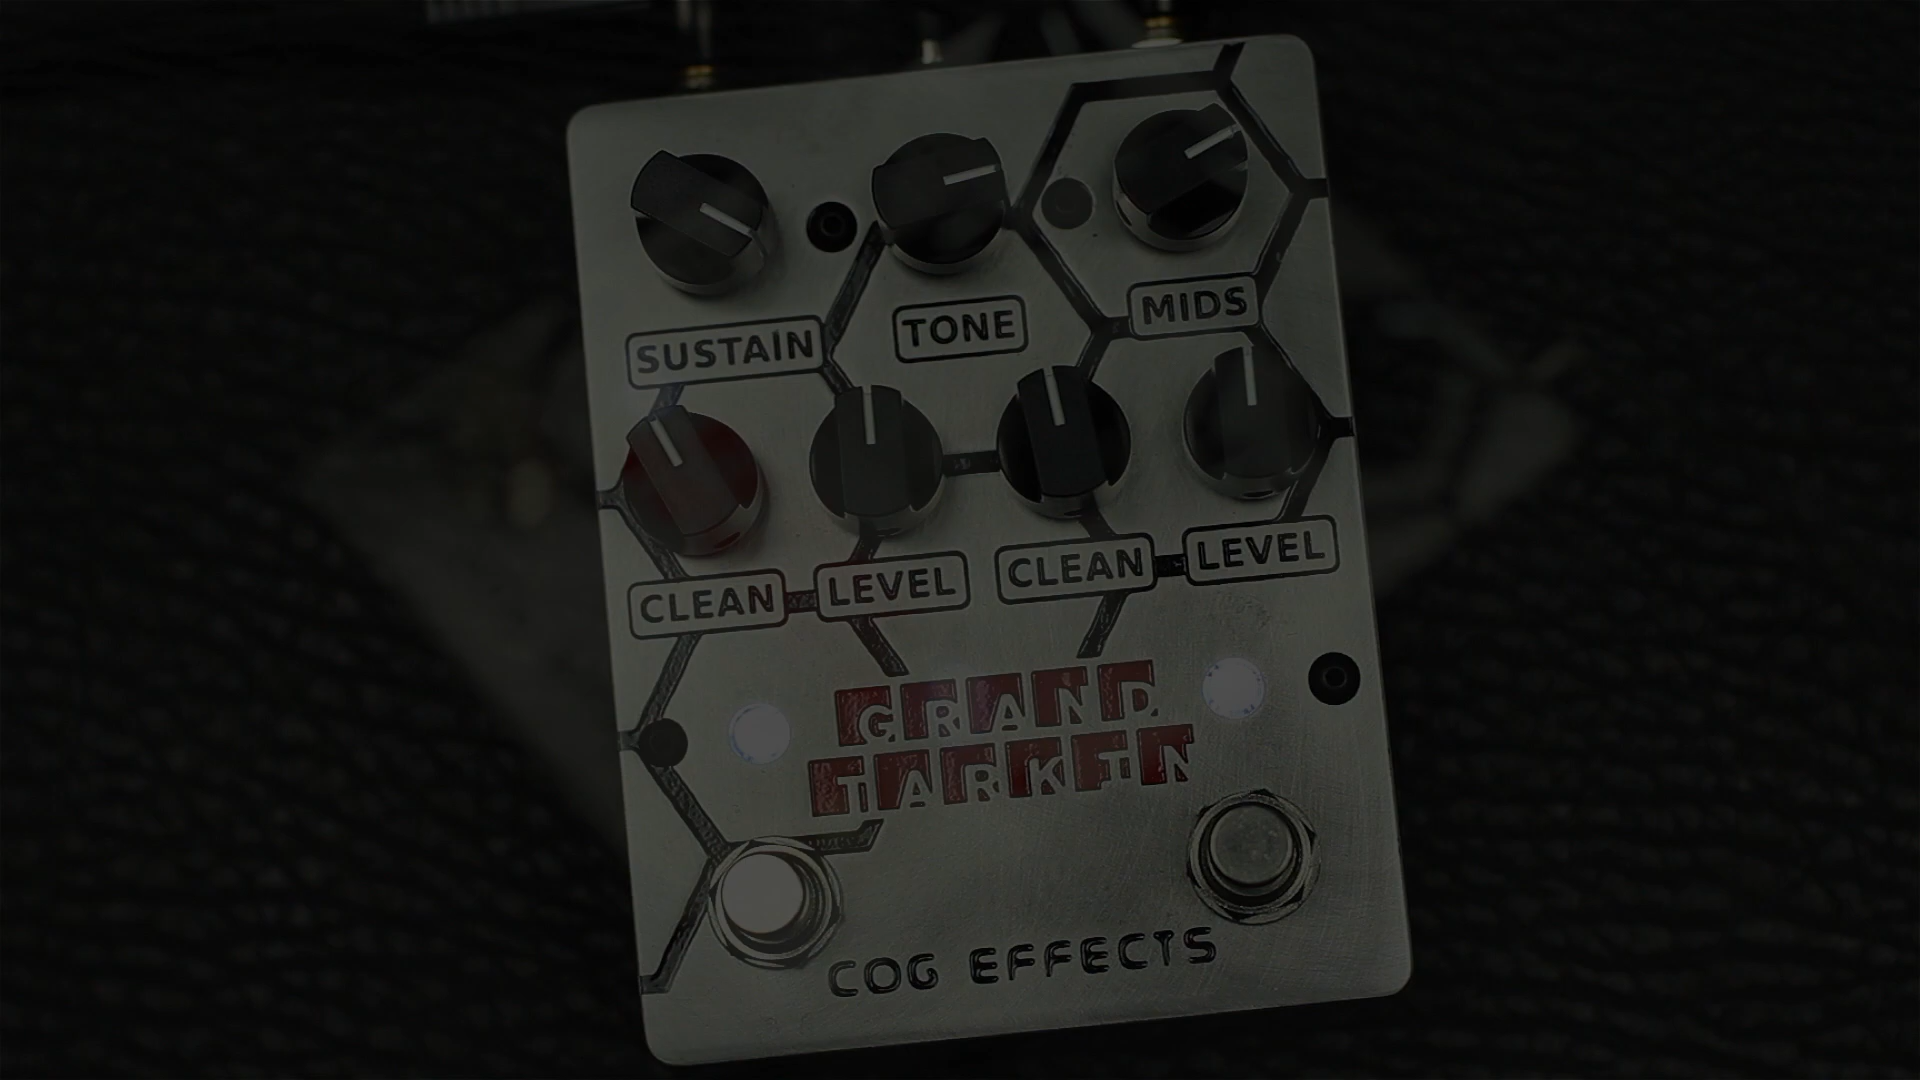 SUSTAIN TONE MIDS
CLEAN LEVEL CLEAN LEVEL
GRAND
TARKIN
COG EFFECTS